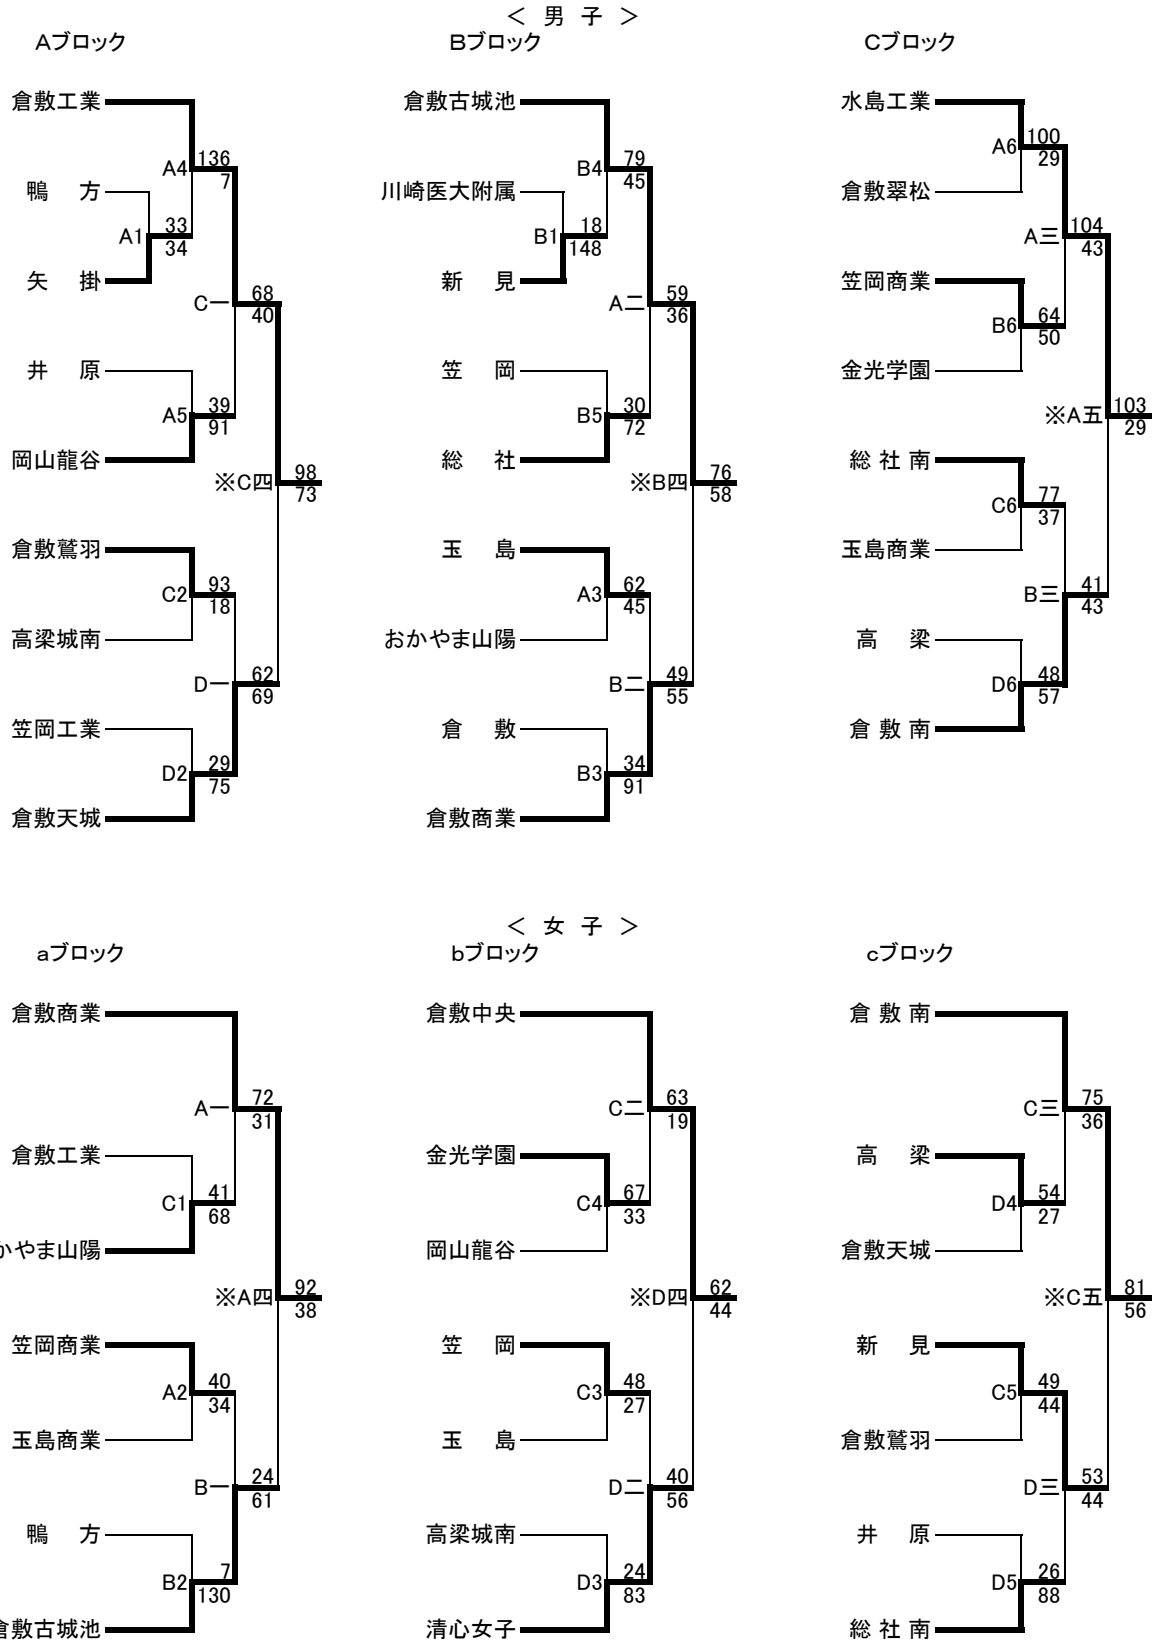 ＜ 男 子 ＞
Aブロック
倉敷工業
A4 136
7
鴨 方
A1 33
34
矢 掛
C一 68
40
井 原
A5 39
91
岡山龍谷
※C四 98
73
倉敷鷲羽
C2 93
18
高梁城南
D一 62
69
笠岡工業
D2 29
75
倉敷天城
Bブロック
倉敷古城池
B4 79
45
川崎医大附属
B1 18
148
新 見
A二 59
36
笠 岡
B5 30
72
総 社
※B四 76
58
玉 島
A3 62
45
おかやま山陽
B二 49
55
倉 敷
B3 34
91
倉敷商業
Cブロック
水島工業
A6 100
29
倉敷翠松
A三 104
43
笠岡商業
B6 64
50
金光学園
※A五 103
29
総 社 南
C6 77
37
玉島商業
B三 41
43
高 梁
D6 48
57
倉 敷 南
＜ 女 子 ＞
aブロック
倉敷商業
A一 72
31
倉敷工業
C1 41
68
かやま山陽
※A四 92
38
笠岡商業
A2 40
34
玉島商業
B一 24
61
鴨 方
B2 7
130
倉敷古城池
bブロック
倉敷中央
C二 63
19
金光学園
C4 67
33
岡山龍谷
※D四 62
44
笠 岡
C3 48
27
玉 島
D二 40
56
高梁城南
D3 24
83
清心女子
cブロック
倉 敷 南
C三 75
36
高 梁
D4 54
27
倉敷天城
※C五 81
56
新 見
C5 49
44
倉敷鷲羽
D三 53
44
井 原
D5 26
88
総 社 南